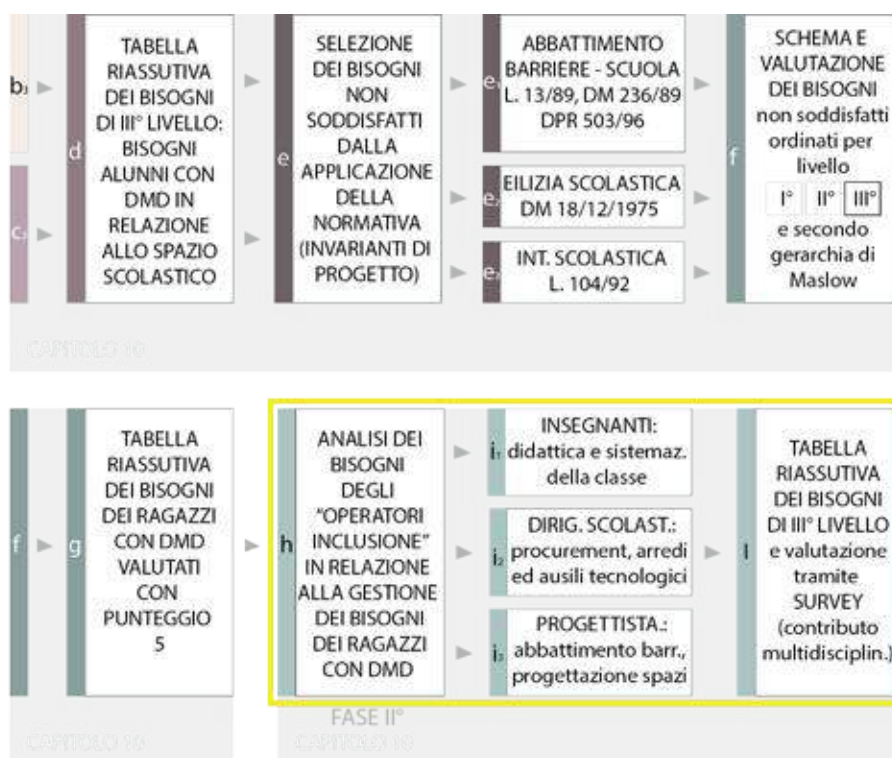 b₃
d
TABELLA
RIASSUTIVA
DEI BISOGNI
DI III° LIVELLO:
BISOGNI
ALUNNI CON
DMD IN
RELAZIONE
ALLO SPAZIO
SCOLASTICO
c₃
e
SELEZIONE
DEI BISOGNI
NON
SODDISFATTI
DALLA
APPLICAZIONE
DELLA
NORMATIVA
(INVARIANTI DI
PROGETTO)
e₁
ABBATTIMENTO
BARRIERE - SCUOLA
L. 13/89, DM 236/89
DPR 503/96
e₂
EILIZIA SCOLASTICA
DM 18/12/1975
e₃
INT. SCOLASTICA
L. 104/92
f
SCHEMA E
VALUTAZIONE
DEI BISOGNI
non soddisfatti
ordinati per
livello
I° II° III°
e secondo
gerarchia di
Maslow
CAPITOLO 10
f
g
TABELLA
RIASSUTIVA
DEI BISOGNI
DEI RAGAZZI
CON DMD
VALUTATI
CON
PUNTEGGIO
5
h
ANALISI DEI
BISOGNI
DEGLI
"OPERATORI
INCLUSIONE"
IN RELAZIONE
ALLA GESTIONE
DEI BISOGNI
DEI RAGAZZI
CON DMD
i₁
INSEGNANTI:
didattica e sistemaz.
della classe
i₂
DIRIG. SCOLAST.:
procurement, arredi
ed ausili tecnologici
i₃
PROGETTISTA.:
abbattimento barr.,
progettazione spazi
l
TABELLA
RIASSUTIVA
DEI BISOGNI
DI III° LIVELLO
e valutazione
tramite
SURVEY
(contributo
multidisciplin.)
FASE II°
CAPITOLO 10
CAPITOLO 10